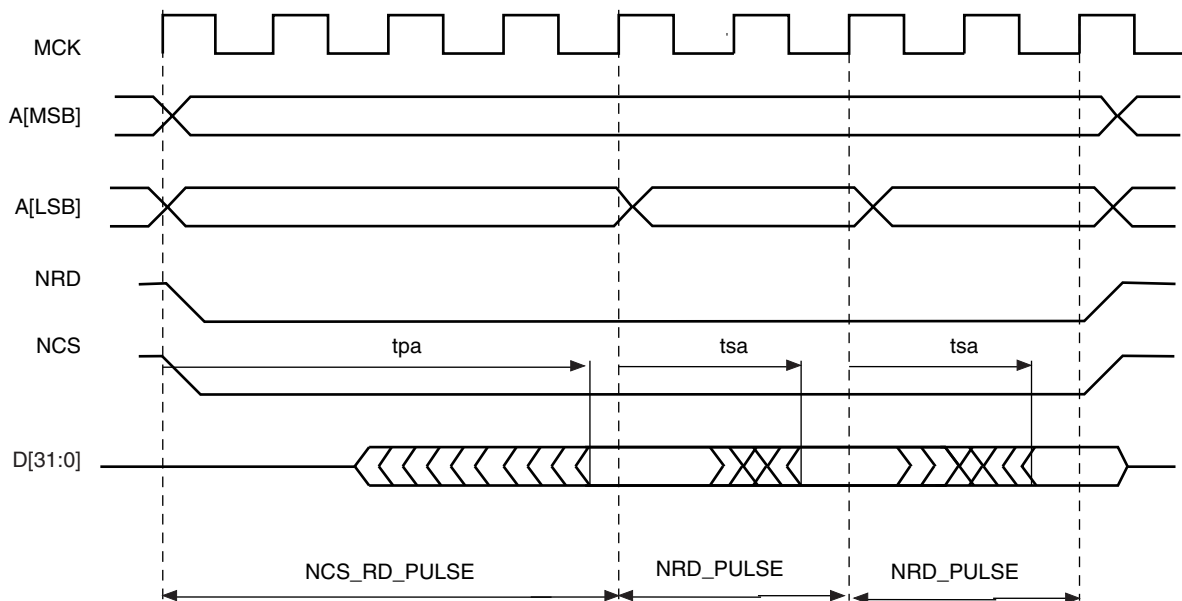 MCK
A[MSB]
A[LSB]
NRD
NCS
tpa
tsa
tsa
D[31:0]
NCS_RD_PULSE
NRD_PULSE
NRD_PULSE